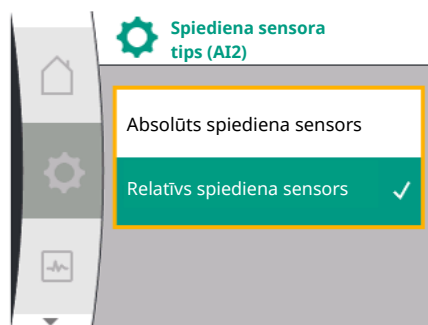 Spiediena sensora
tips (AI2)
Absolūts spiediena sensors
Relatīvs spiediena sensors